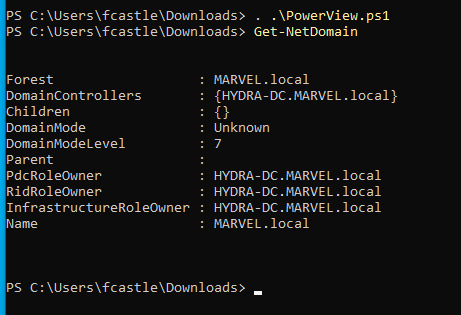 PS C:\Users\fcastle\Downloads> . .\PowerView.ps1
PS C:\Users\fcastle\Downloads> Get-NetDomain
Forest                  : MARVEL.local
DomainControllers       : {HYDRA-DC.MARVEL.local}
Children                : {}
DomainMode              : Unknown
DomainModeLevel         : 7
Parent                  :
PdcRoleOwner            : HYDRA-DC.MARVEL.local
RidRoleOwner            : HYDRA-DC.MARVEL.local
InfrastructureRoleOwner : HYDRA-DC.MARVEL.local
Name                    : MARVEL.local
PS C:\Users\fcastle\Downloads>